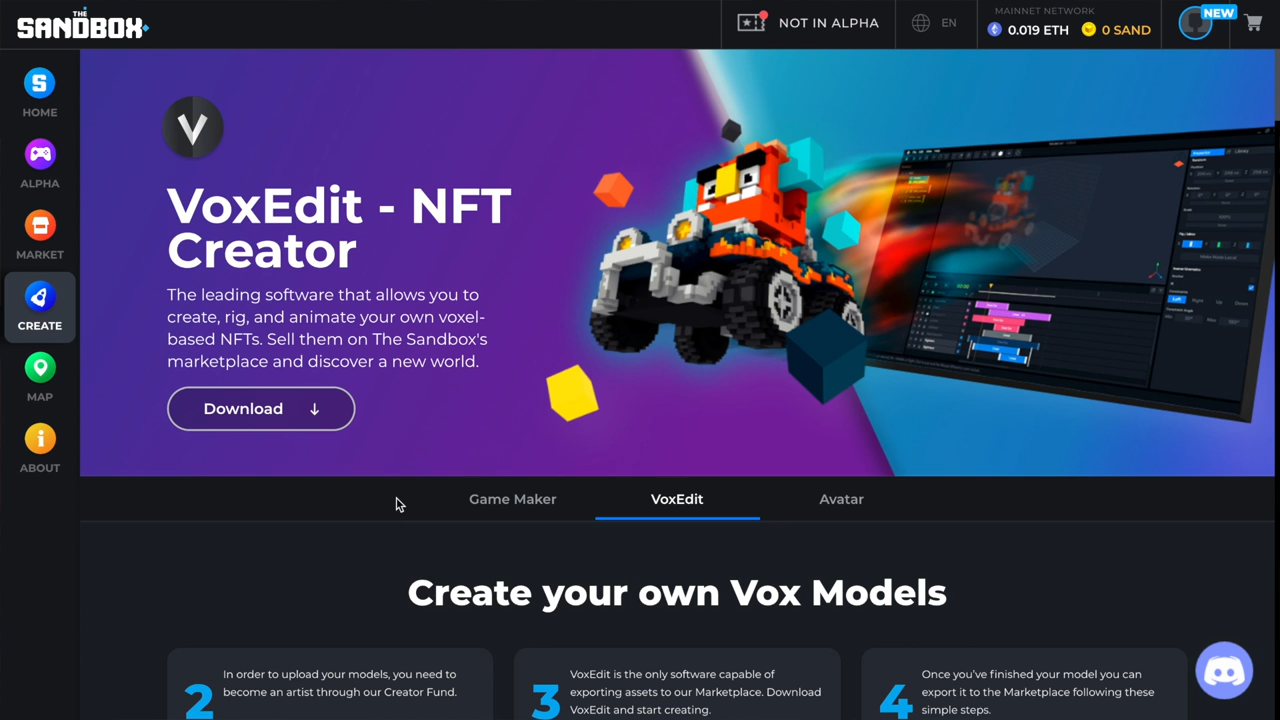 THE
SANDBOX
NOT IN ALPHA
EN
MAINNET NETWORK
0.019 ETH
0 SAND
NEW
HOME
ALPHA
MARKET
CREATE
MAP
ABOUT
VoxEdit - NFT
Creator
The leading software that allows you to
create, rig, and animate your own voxel-
based NFTs. Sell them on The Sandbox's
marketplace and discover a new world.
Download ↓
Game Maker
VoxEdit
Avatar
Create your own Vox Models
2
In order to upload your models, you need to
become an artist through our Creator Fund.
3
VoxEdit is the only software capable of
exporting assets to our Marketplace. Download
VoxEdit and start creating.
4
Once you've finished your model you can
export it to the Marketplace following these
simple steps.